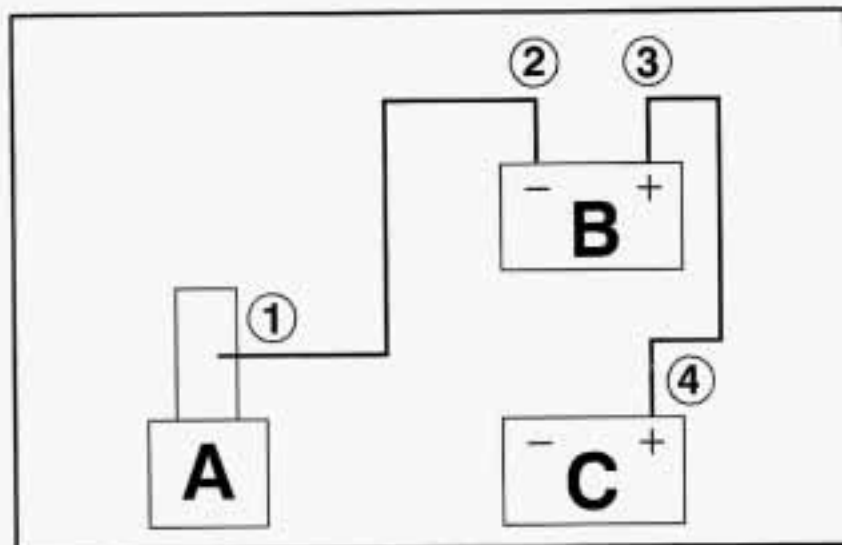 ② ③
− +
B
①
④
− +
A C